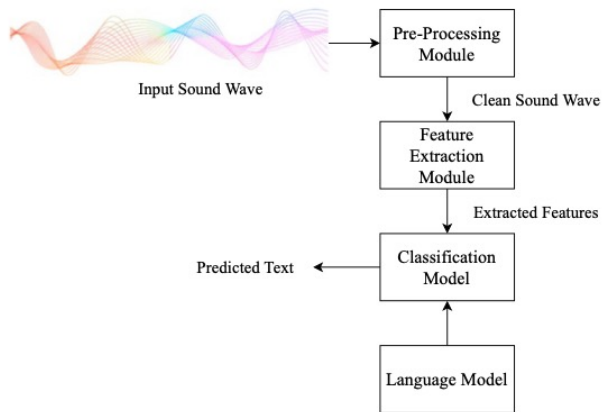 Pre-Processing
Module
Input Sound Wave
Clean Sound Wave
Feature
Extraction
Module
Extracted Features
Predicted Text
Classification
Model
Language Model